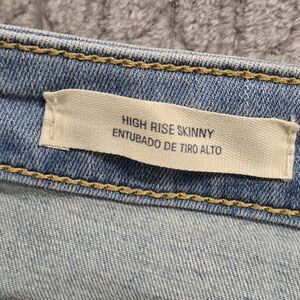 HIGH RISE SKINNY
ENTUBADO DE TIRO ALTO